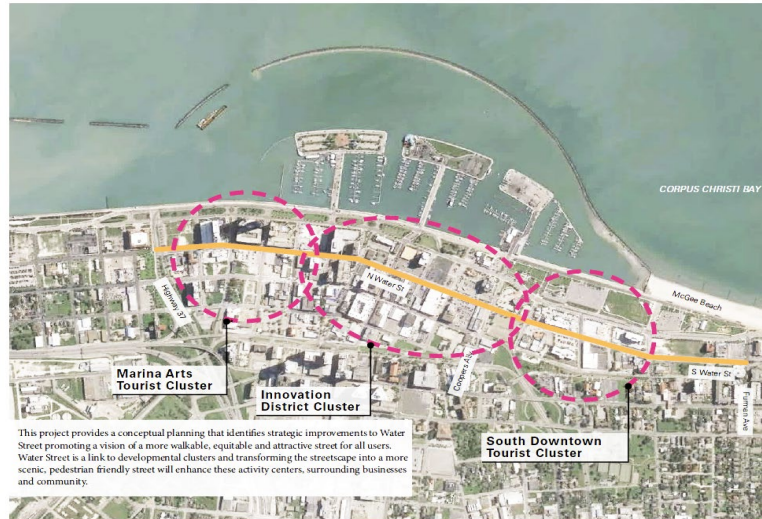 CORPUS CHRISTI BAY
McGee Beach
N Water St
Highway 37
Coopers Aly
S Water St
Furman Ave
Marina Arts
Tourist Cluster
Innovation
District Cluster
South Downtown
Tourist Cluster
This project provides a conceptual planning that identifies strategic improvements to Water
Street promoting a vision of a more walkable, equitable and attractive street for all users.
Water Street is a link to developmental clusters and transforming the streetscape into a more
scenic, pedestrian friendly street will enhance these activity centers, surrounding businesses
and community.